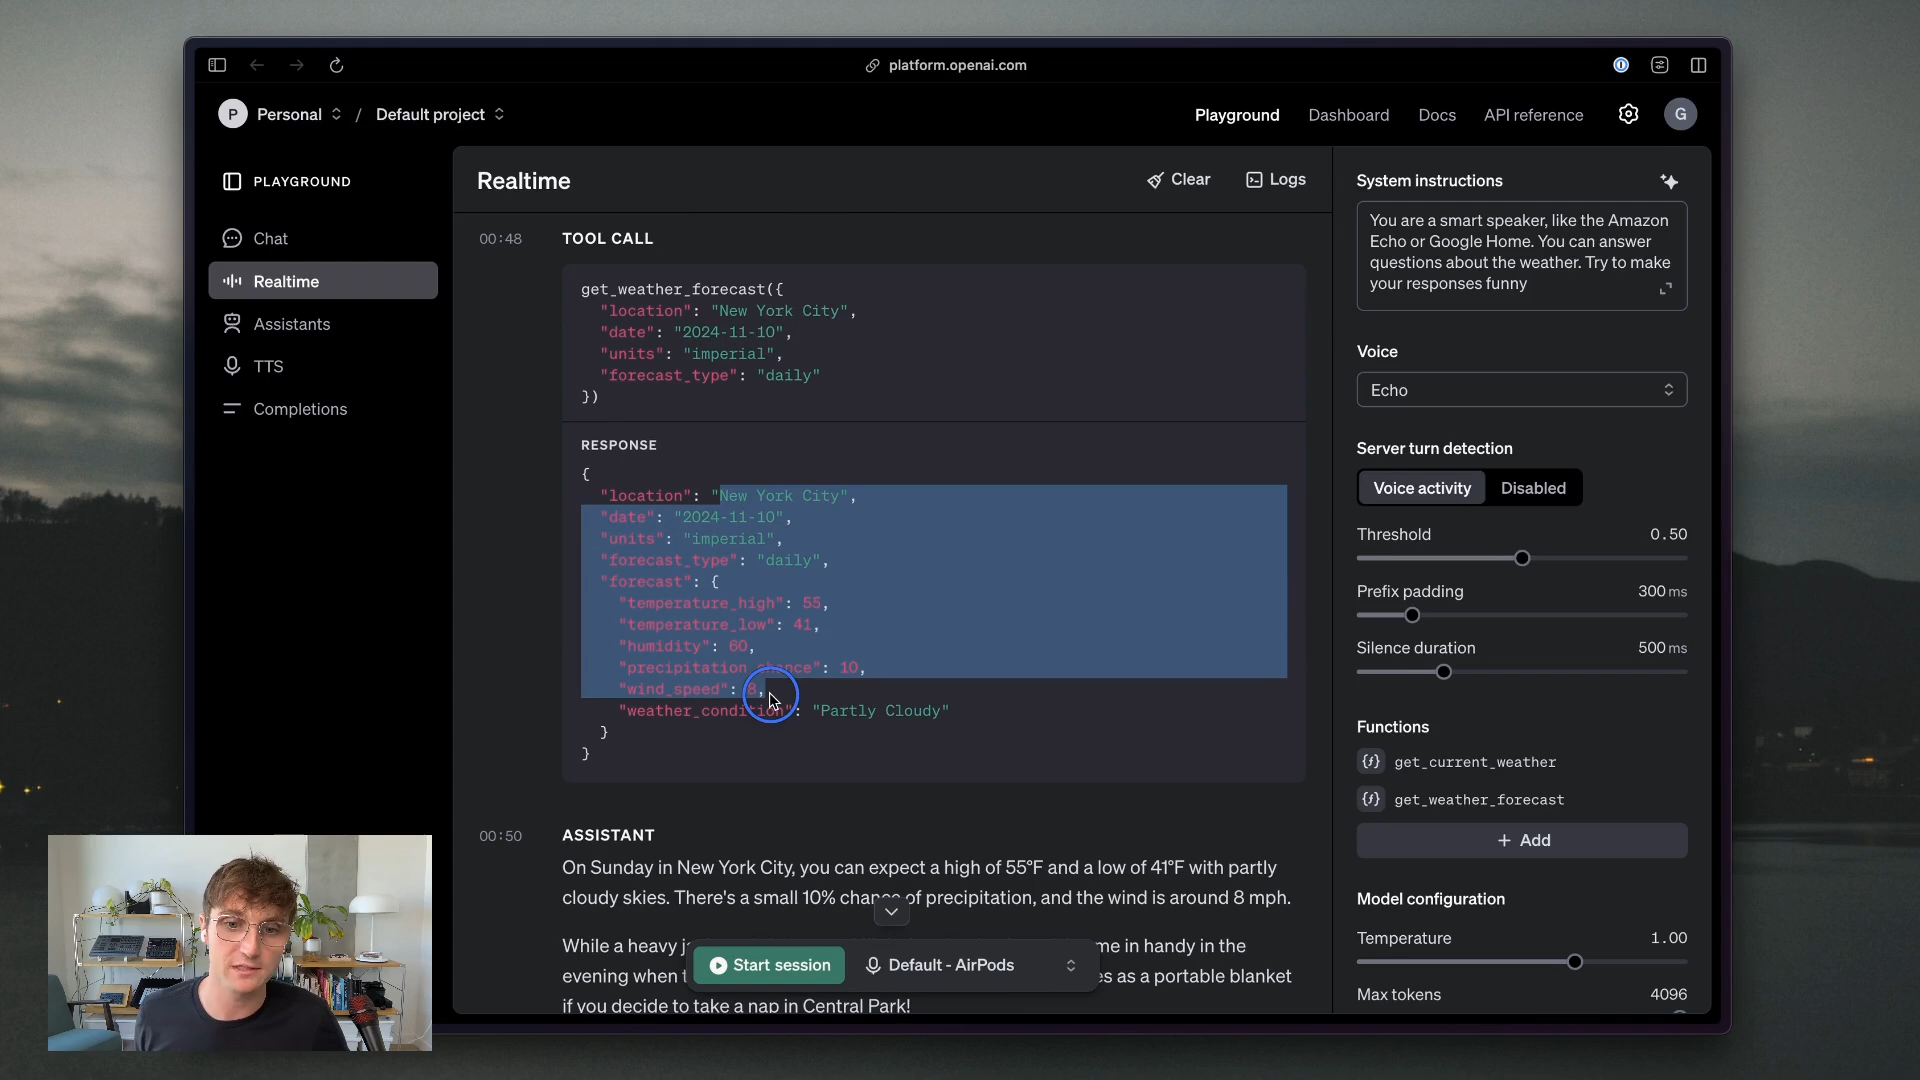 platform.openai.com
P Personal / Default project
Playground Dashboard Docs API reference G
PLAYGROUND
Chat
Realtime
Assistants
TTS
Completions
Realtime
Clear Logs
00:48 TOOL CALL
get_weather_forecast({
"location": "New York City",
"date": "2024-11-10",
"units": "imperial",
"forecast_type": "daily"
})
RESPONSE
{
"location": "New York City",
"date": "2024-11-10",
"units": "imperial",
"forecast_type": "daily",
"forecast": {
"temperature_high": 55,
"temperature_low": 41,
"humidity": 60,
"precipitation_chance": 10,
"wind_speed": 8,
"weather_condition": "Partly Cloudy"
}
}
00:50 ASSISTANT
On Sunday in New York City, you can expect a high of 55°F and a low of 41°F with partly
cloudy skies. There's a small 10% chance of precipitation, and the wind is around 8 mph.
While a heavy me in handy in the
evening when es as a portable blanket
if you decide to take a nap in Central Park!
Start session Default - AirPods
System instructions
You are a smart speaker, like the Amazon
Echo or Google Home. You can answer
questions about the weather. Try to make
your responses funny
Voice
Echo
Server turn detection
Voice activity Disabled
Threshold 0.50
Prefix padding 300 ms
Silence duration 500 ms
Functions
{ƒ} get_current_weather
{ƒ} get_weather_forecast
+ Add
Model configuration
Temperature 1.00
Max tokens 4096